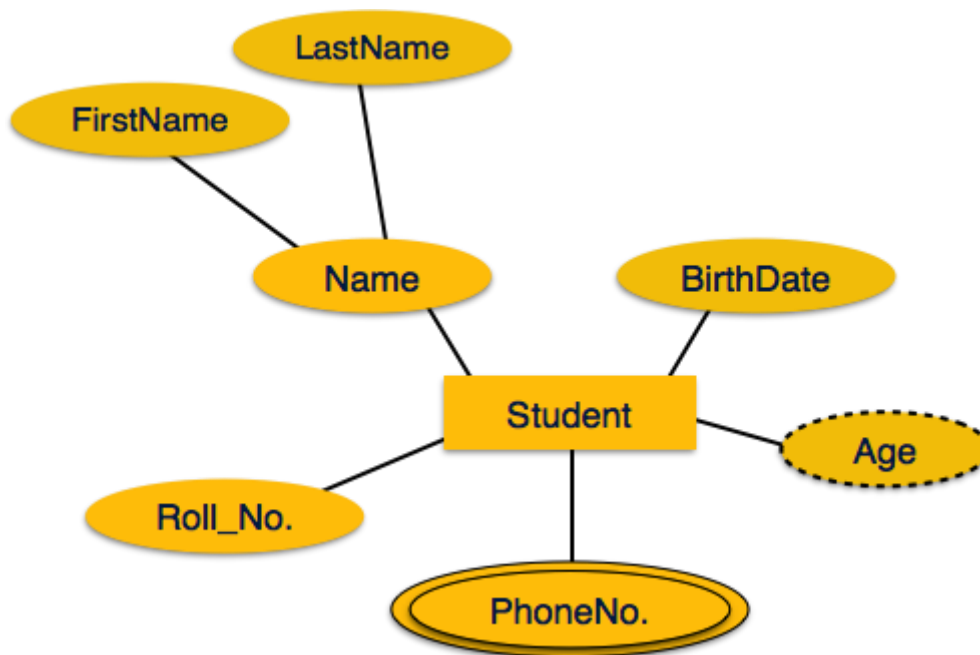 LastName
FirstName
Name
BirthDate
Student
Age
Roll_No.
PhoneNo.